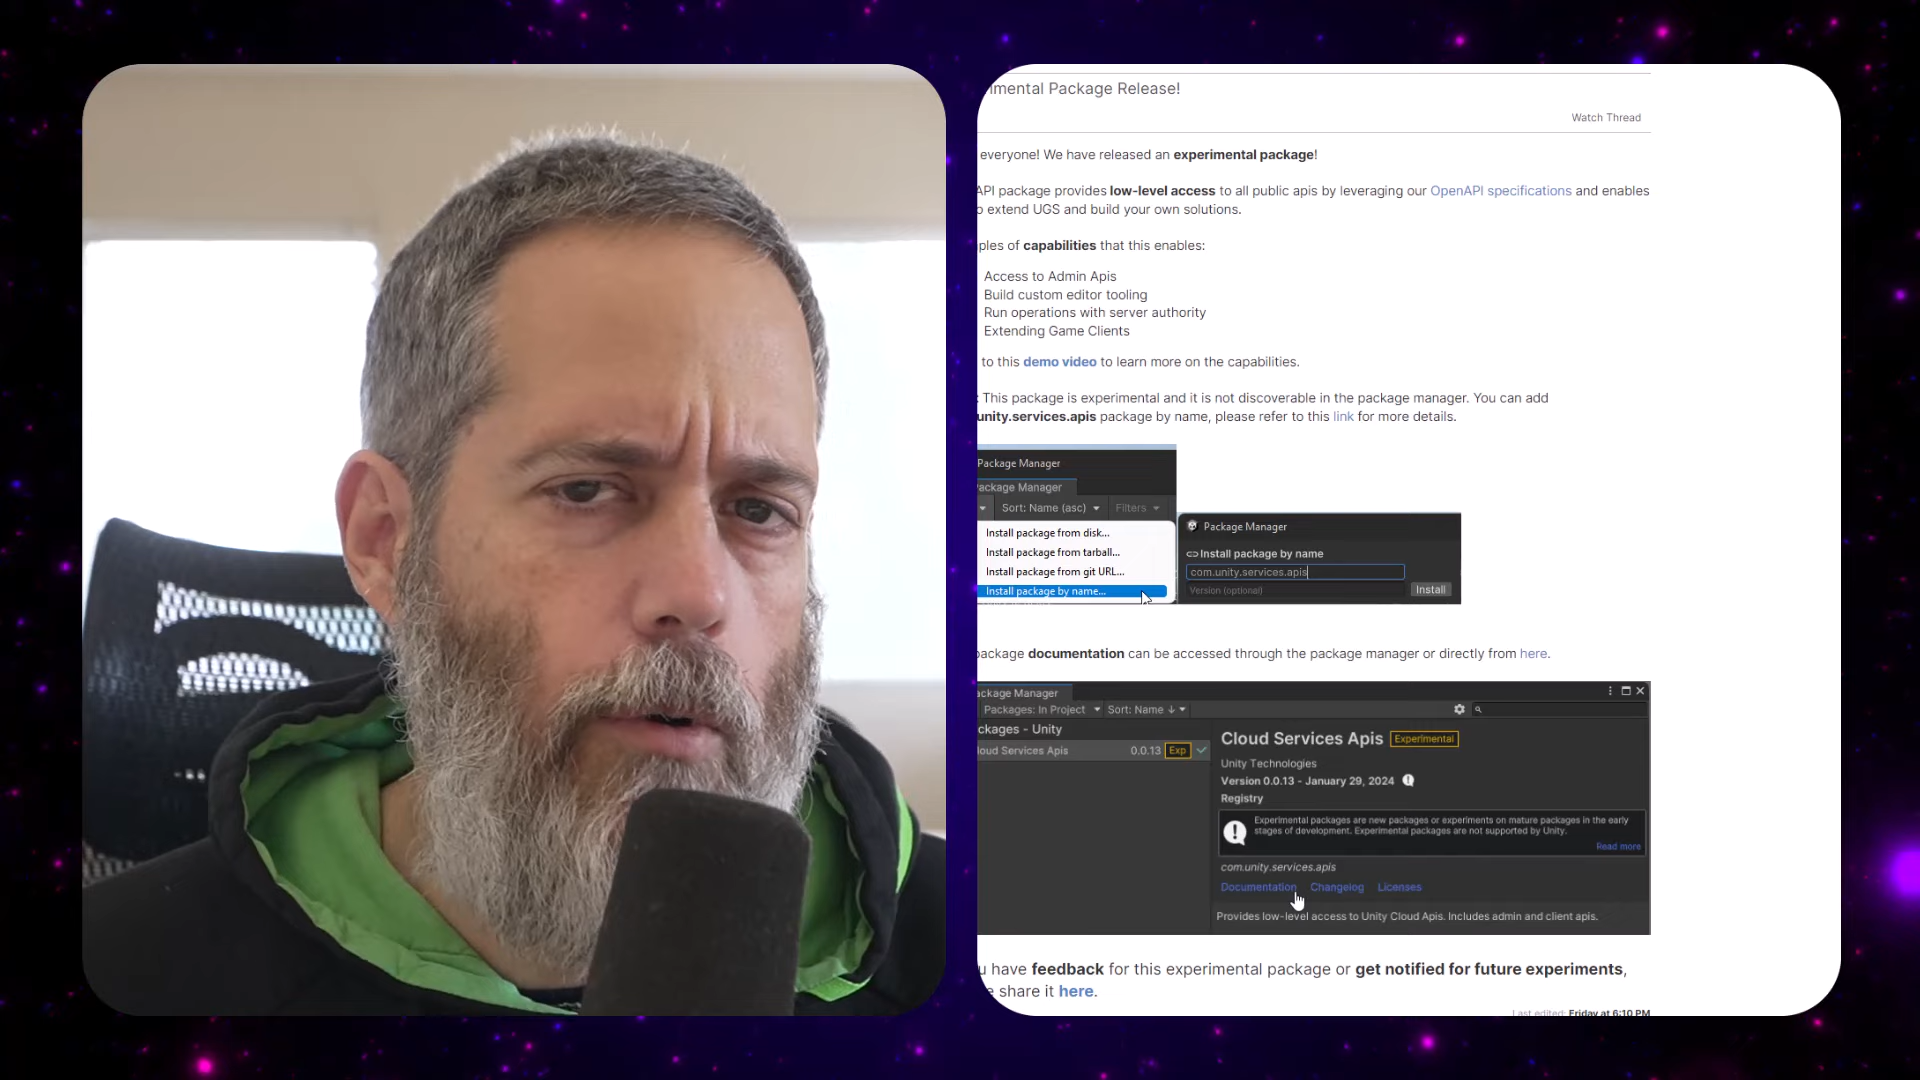 imental Package Release!
Watch Thread
everyone! We have released an experimental package!
API package provides low-level access to all public apis by leveraging our OpenAPI specifications and enables
o extend UGS and build your own solutions.
ples of capabilities that this enables:
Access to Admin Apis
Build custom editor tooling
Run operations with server authority
Extending Game Clients
to this demo video to learn more on the capabilities.
: This package is experimental and it is not discoverable in the package manager. You can add
unity.services.apis package by name, please refer to this link for more details.
Package Manager
ackage Manager
Sort: Name (asc)
Filters
Install package from disk...
Install package from tarball...
Install package from git URL...
Install package by name...
Package Manager
Install package by name
com.unity.services.apis
Version (optional)
Install
package documentation can be accessed through the package manager or directly from here.
ackage Manager
Packages: In Project
Sort: Name ↓
ckages - Unity
loud Services Apis 0.0.13 Exp
Cloud Services Apis Experimental
Unity Technologies
Version 0.0.13 - January 29, 2024
Registry
Experimental packages are new packages or experiments on mature packages in the early
stages of development. Experimental packages are not supported by Unity.
Read more
com.unity.services.apis
Documentation Changelog Licenses
Provides low-level access to Unity Cloud Apis. Includes admin and client apis.
u have feedback for this experimental package or get notified for future experiments,
e share it here.
Last edited: Friday at 6:10 PM